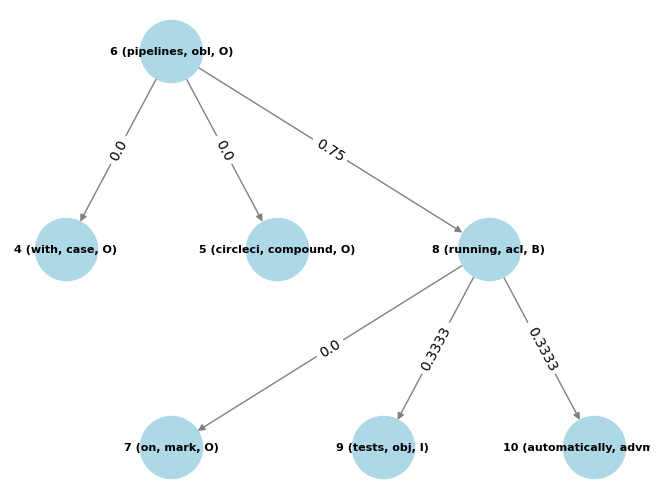 6 (pipelines, obl, O)
0.0
0.0
0.75
4 (with, case, O)
5 (circleci, compound, O)
8 (running, acl, B)
0.0
0.3333
0.3333
7 (on, mark, O)
9 (tests, obj, I)
10 (automatically, advm